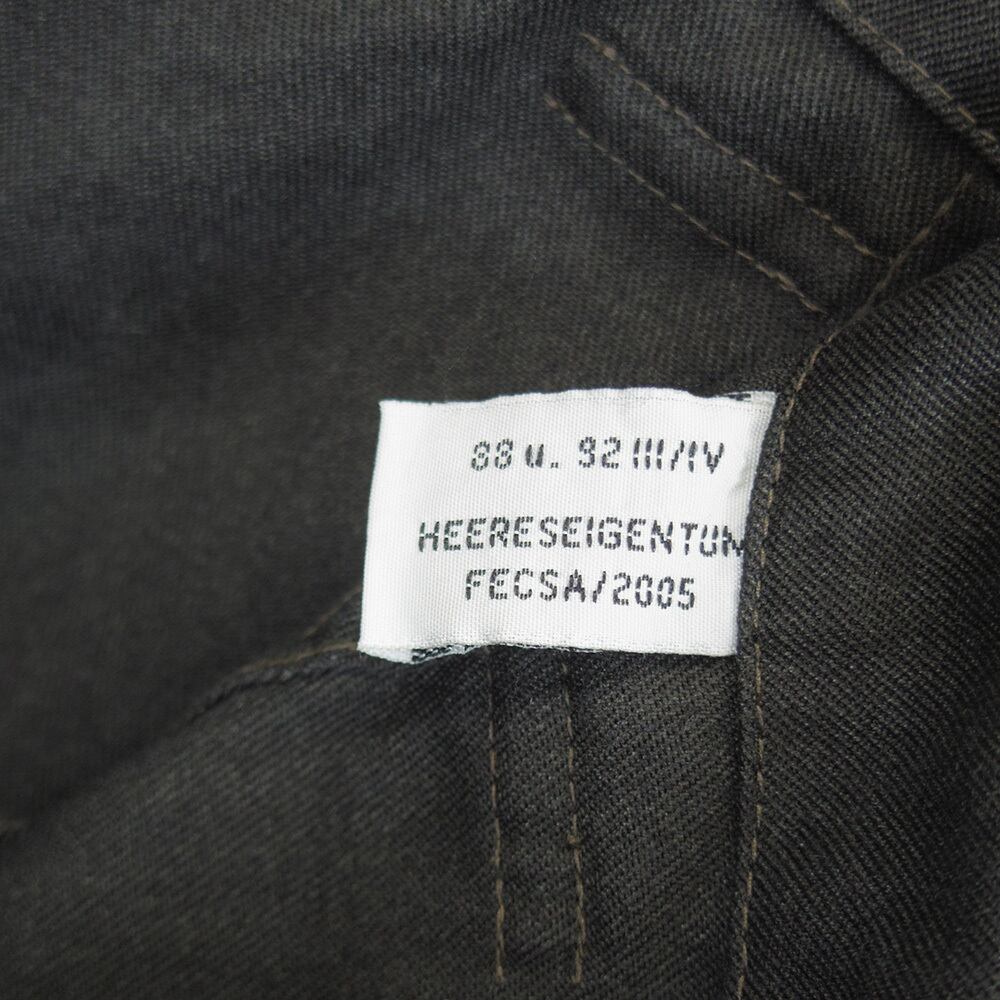 88 u. 92 III/IV
HEERESEIGENTUM
FECSA/2005